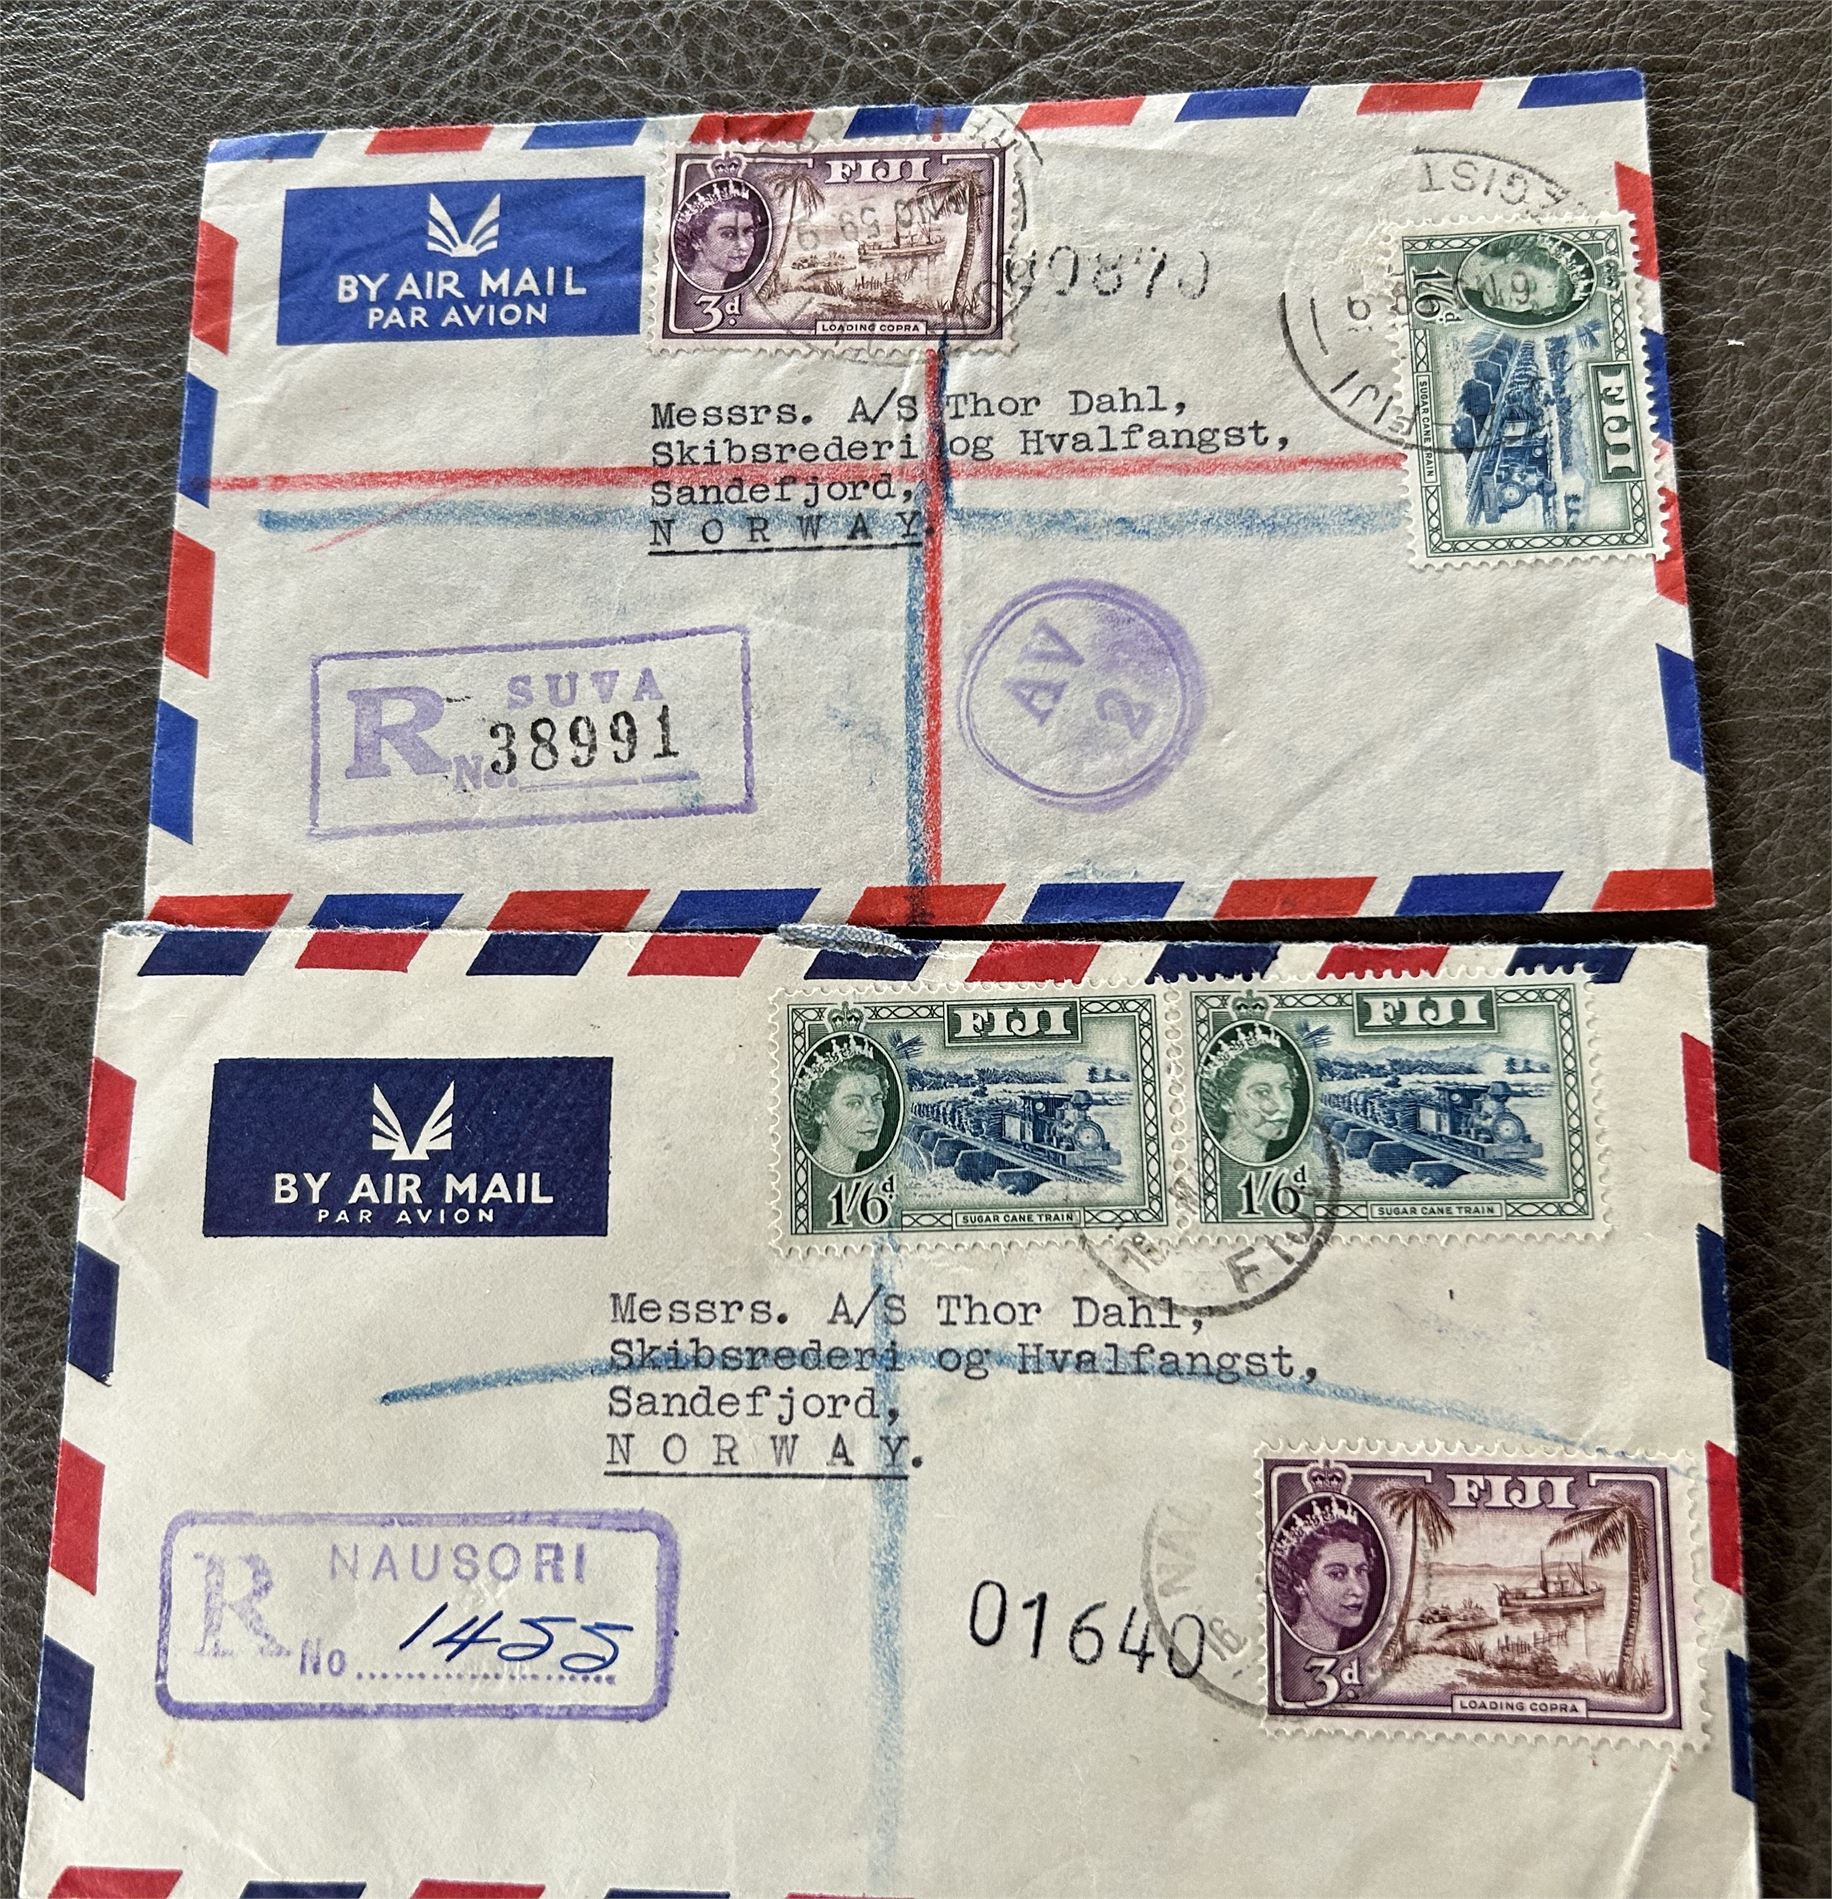 BY AIR MAIL
PAR AVION
FIJI
3d
LOADING COPRA
FIJI
1/6d
SUGAR CANE TRAIN
REGIST
FIJI
Messrs. A/S Thor Dahl,
Skibsrederi og Hvalfangst,
Sandefjord,
NORWAY.
R SUVA
No. 38991
AV
2
BY AIR MAIL
PAR AVION
FIJI
1/6d
SUGAR CANE TRAIN
FIJI
1/6d
SUGAR CANE TRAIN
FIJI
Messrs. A/S Thor Dahl,
Skibsrederi og Hvalfangst,
Sandefjord,
NORWAY.
R NAUSORI
No 1455
01640
FIJI
3d
LOADING COPRA